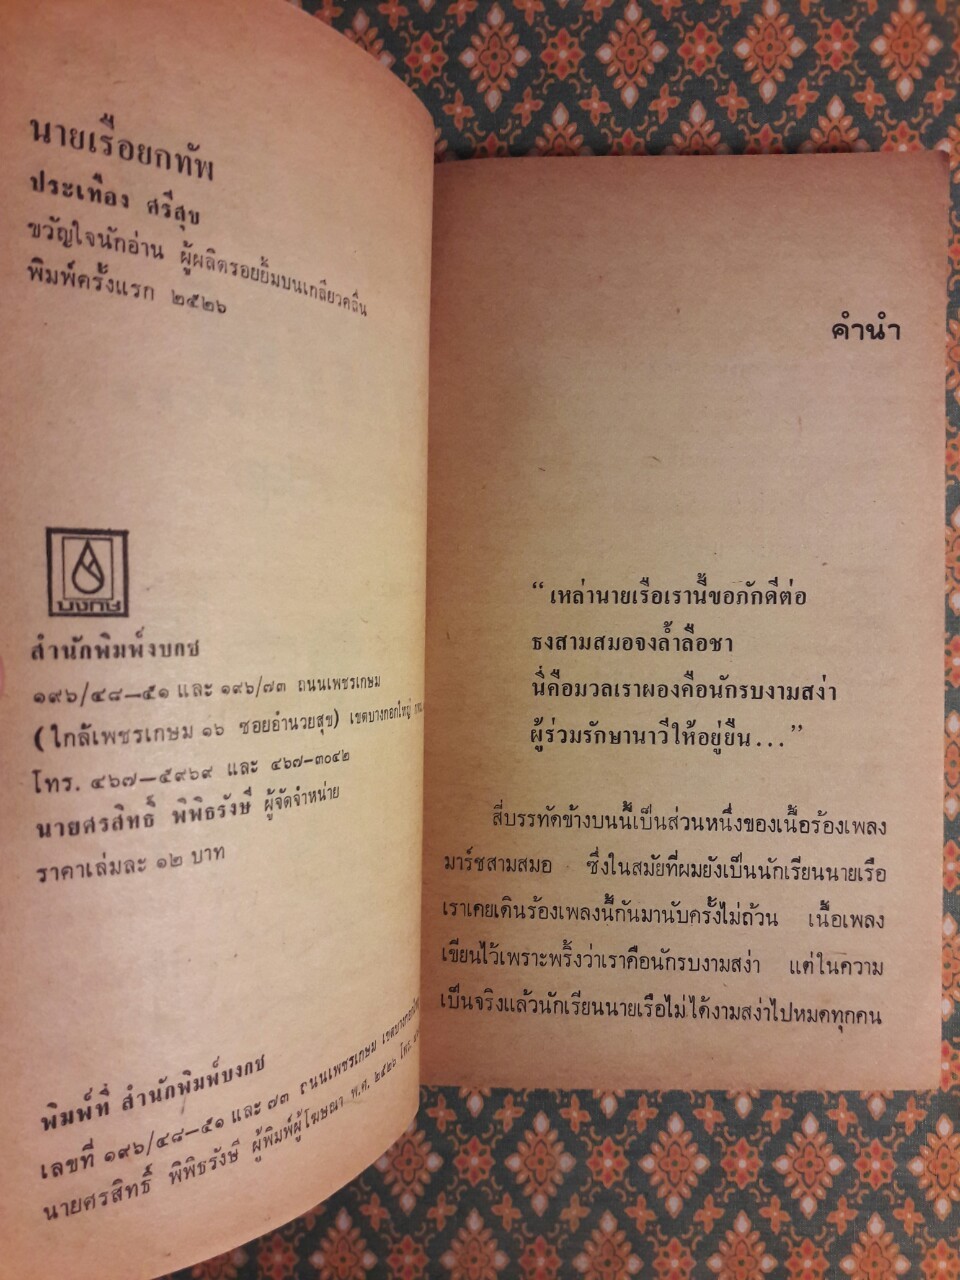 นายเรือยกทัพ
ประเทือง ศรีสุข
ขวัญใจนักอ่าน ผู้ผลิตรอยยิ้มบนเกลียวคลื่น
พิมพ์ครั้งแรก ๒๕๒๖
บงกช
สำนักพิมพ์งบกช
๑๙๖/๔๘—๕๑ และ ๑๙๖/๗๓ ถนนเพชรเกษม
(ใกล้เพชรเกษม ๑๖ ซอยอำนวยสุข) เขตบางกอกใหญ่
โทร. ๔๖๗—๕๙๖๙ และ ๔๖๗—๓๐๔๒
นายศรสิทธิ์ พิพิธรังษี ผู้จัดจำหน่าย
ราคาเล่มละ ๑๒ บาท
พิมพ์ที่ สำนักพิมพ์บงกช
เลขที่ ๑๙๖/๔๘—๕๑ และ ๗๓ ถนนเพชรเกษม
นายศรสิทธิ์ พิพิธรังษี ผู้พิมพ์ผู้โฆษณา พ.ศ. ๒๕๒๖ โทร.
คำนำ
“ เหล่านายเรือเรานี้ขอภักดีต่อ
ธงสามสมอจงล้ำลือชา
นี่คือมวลเราผองคือนักรบงามสง่า
ผู้ร่วมรักษานาวีให้อยู่ยืน . . .”
สี่บรรทัดข้างบนนี้เป็นส่วนหนึ่งของเนื้อร้องเพลง
มาร์ชสามสมอ ซึ่งในสมัยที่ผมยังเป็นนักเรียนนายเรือ
เราเคยเดินร้องเพลงนี้กันมานับครั้งไม่ถ้วน เนื้อเพลง
เขียนไว้เพราะพริ้งว่าเราคือนักรบงามสง่า แต่ในความ
เป็นจริงแล้วนักเรียนนายเรือไม่ได้งามสง่าไปหมดทุกคน